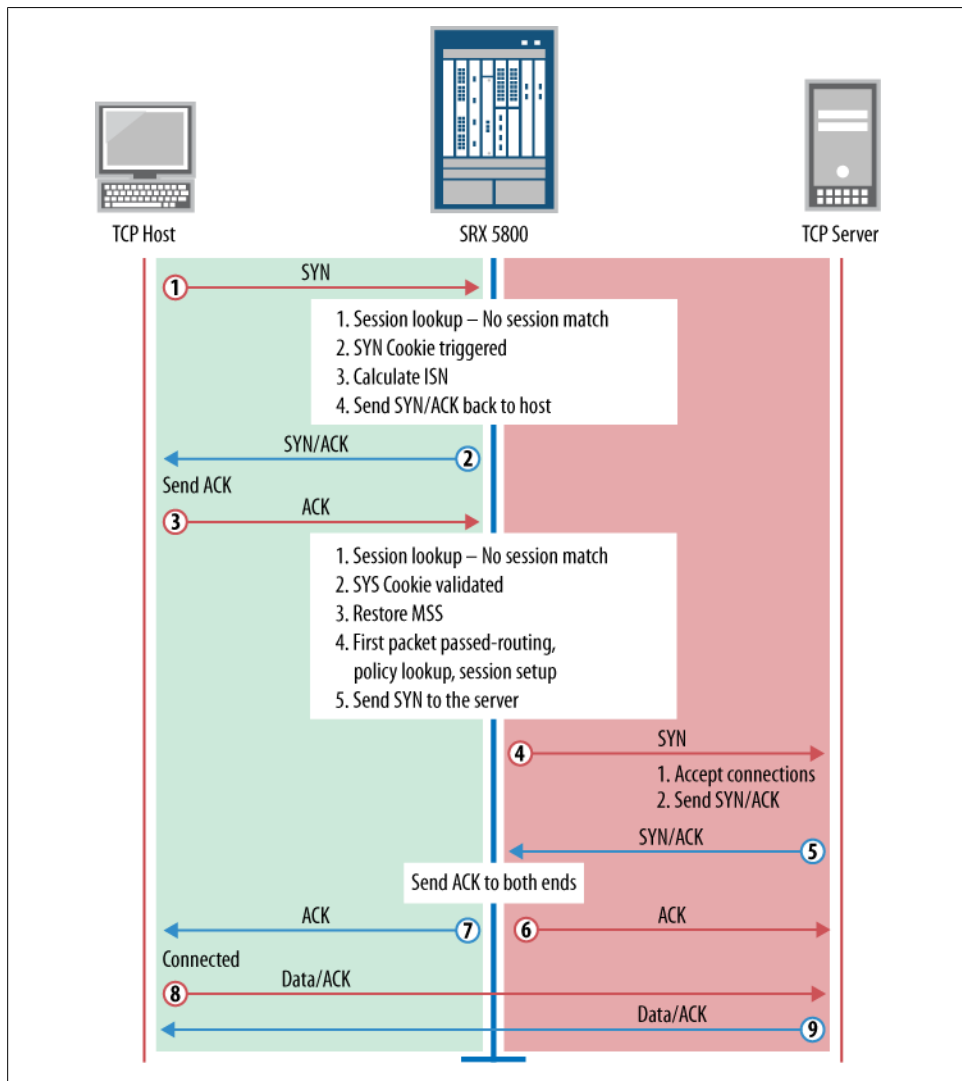 TCP Host
SRX 5800
TCP Server
SYN
1
1. Session lookup – No session match
2. SYN Cookie triggered
3. Calculate ISN
4. Send SYN/ACK back to host
SYN/ACK
2
Send ACK
ACK
3
1. Session lookup – No session match
2. SYS Cookie validated
3. Restore MSS
4. First packet passed-routing,
policy lookup, session setup
5. Send SYN to the server
SYN
4
1. Accept connections
2. Send SYN/ACK
SYN/ACK
5
Send ACK to both ends
ACK
7
ACK
6
Connected
Data/ACK
8
Data/ACK
9